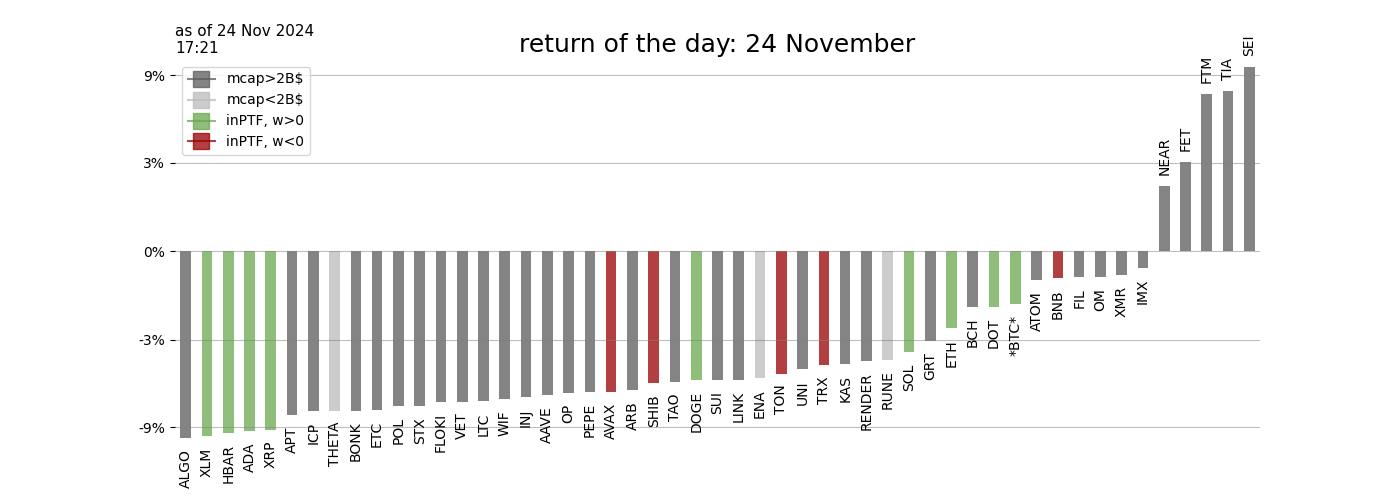 as of 24 Nov 2024
17:21
return of the day: 24 November
mcap>2B$
mcap<2B$
inPTF, w>0
inPTF, w<0
9%
3%
0%
-3%
-9%
ALGO
XLM
HBAR
ADA
XRP
APT
ICP
THETA
BONK
ETC
POL
STX
FLOKI
VET
LTC
WIF
INJ
AAVE
OP
PEPE
AVAX
ARB
SHIB
TAO
DOGE
SUI
LINK
ENA
TON
UNI
TRX
KAS
RENDER
RUNE
SOL
GRT
ETH
BCH
DOT
*BTC*
ATOM
BNB
FIL
OM
XMR
IMX
NEAR
FET
FTM
TIA
SEI